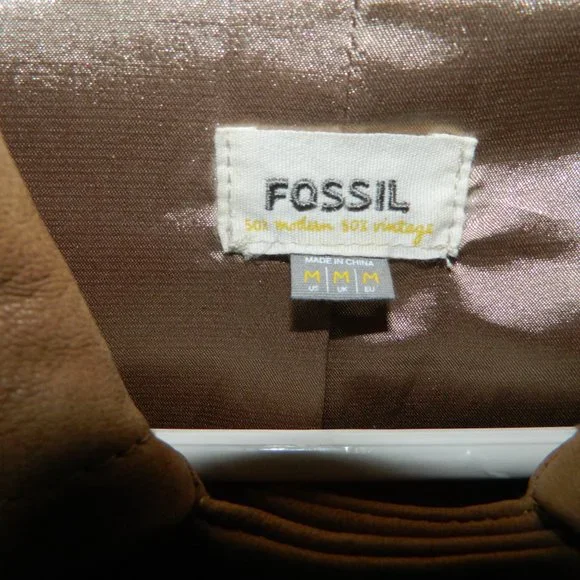 FOSSIL
50% modern 50% vintage
MADE IN CHINA
M M M
US UK EU